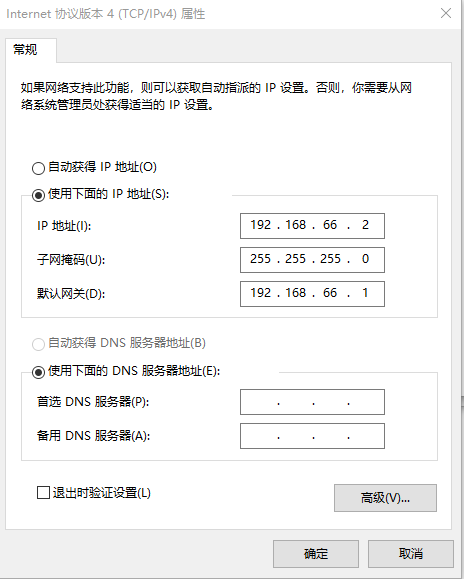 Internet 协议版本 4 (TCP/IPv4) 属性
常规
如果网络支持此功能，则可以获取自动指派的 IP 设置。否则，你需要从网
络系统管理员处获得适当的 IP 设置。
自动获得 IP 地址(O)
使用下面的 IP 地址(S):
IP 地址(I): 192 . 168 . 66 . 2
子网掩码(U): 255 . 255 . 255 . 0
默认网关(D): 192 . 168 . 66 . 1
自动获得 DNS 服务器地址(B)
使用下面的 DNS 服务器地址(E):
首选 DNS 服务器(P): . . .
备用 DNS 服务器(A): . . .
退出时验证设置(L)
高级(V)...
确定 取消